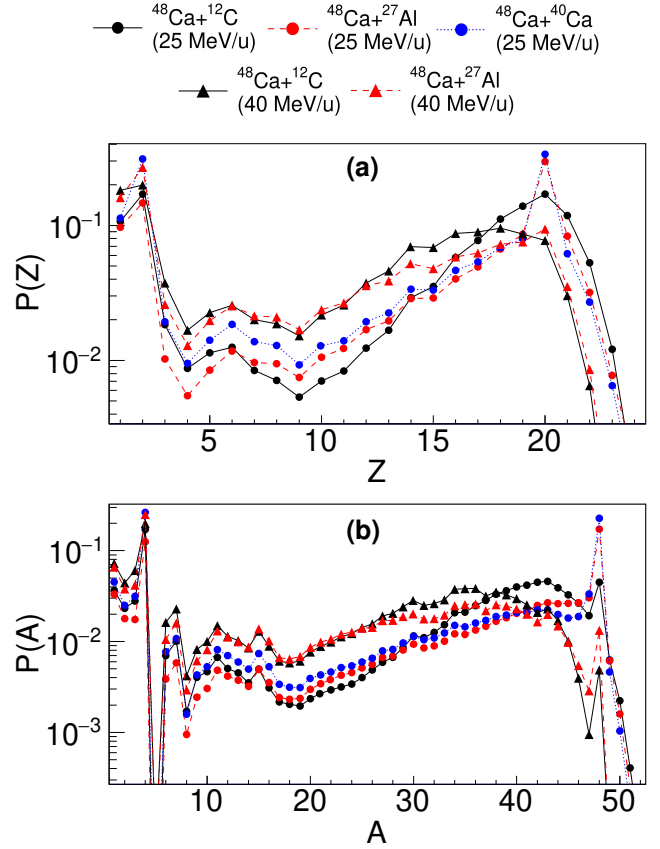 ⁴⁸Ca+¹²C ⁴⁸Ca+²⁷Al ⁴⁸Ca+⁴⁰Ca
(25 MeV/u) (25 MeV/u) (25 MeV/u)
⁴⁸Ca+¹²C ⁴⁸Ca+²⁷Al
(40 MeV/u) (40 MeV/u)
(a)
P(Z)
10⁻¹
10⁻²
5 10 15 20
Z
(b)
P(A)
10⁻¹
10⁻²
10⁻³
10 20 30 40 50
A